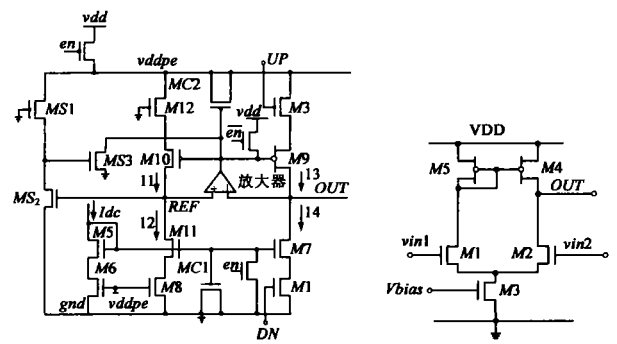 vdd
en
vddpe
UP
MC2
MS1
M12
vdd
M3
en
MS3
M10
M9
11
放大器
13
MS2
+
-
OUT
REF
Idc
12
14
M5
M11
M7
M6
MC1
en
gnd
vddpe
M8
M1
DN
VDD
M5
M4
OUT
vin1
M1
M2
vin2
Vbias
M3